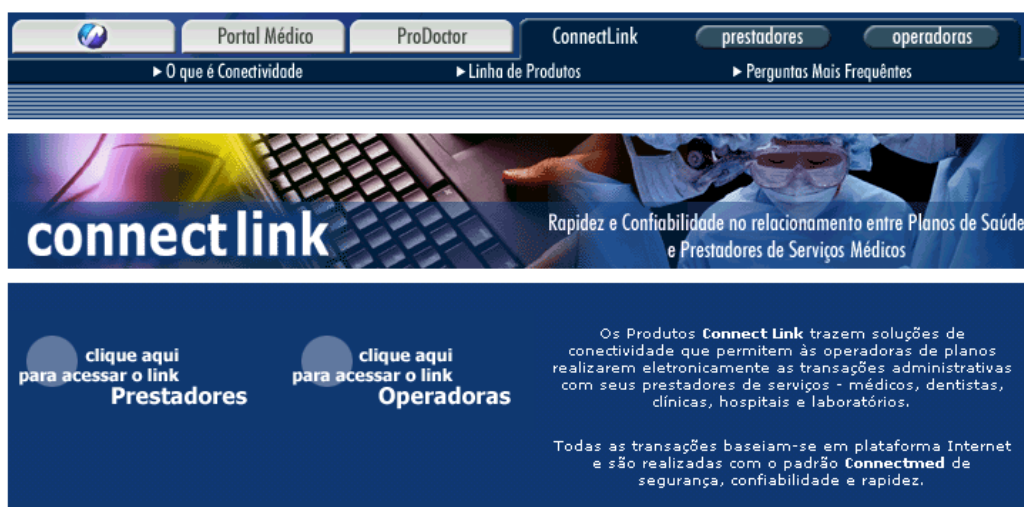 Portal Médico
ProDoctor
ConnectLink
prestadores
operadoras
O que é Conectividade
Linha de Produtos
Perguntas Mais Frequêntes
connect link
Rapidez e Confiabilidade no relacionamento entre Planos de Saúde
e Prestadores de Serviços Médicos
clique aqui
para acessar o link
Prestadores
clique aqui
para acessar o link
Operadoras
Os Produtos Connect Link trazem soluções de
conectividade que permitem às operadoras de planos
realizarem eletronicamente as transações administrativas
com seus prestadores de serviços - médicos, dentistas,
clínicas, hospitais e laboratórios.
Todas as transações baseiam-se em plataforma Internet
e são realizadas com o padrão Connectmed de
segurança, confiabilidade e rapidez.